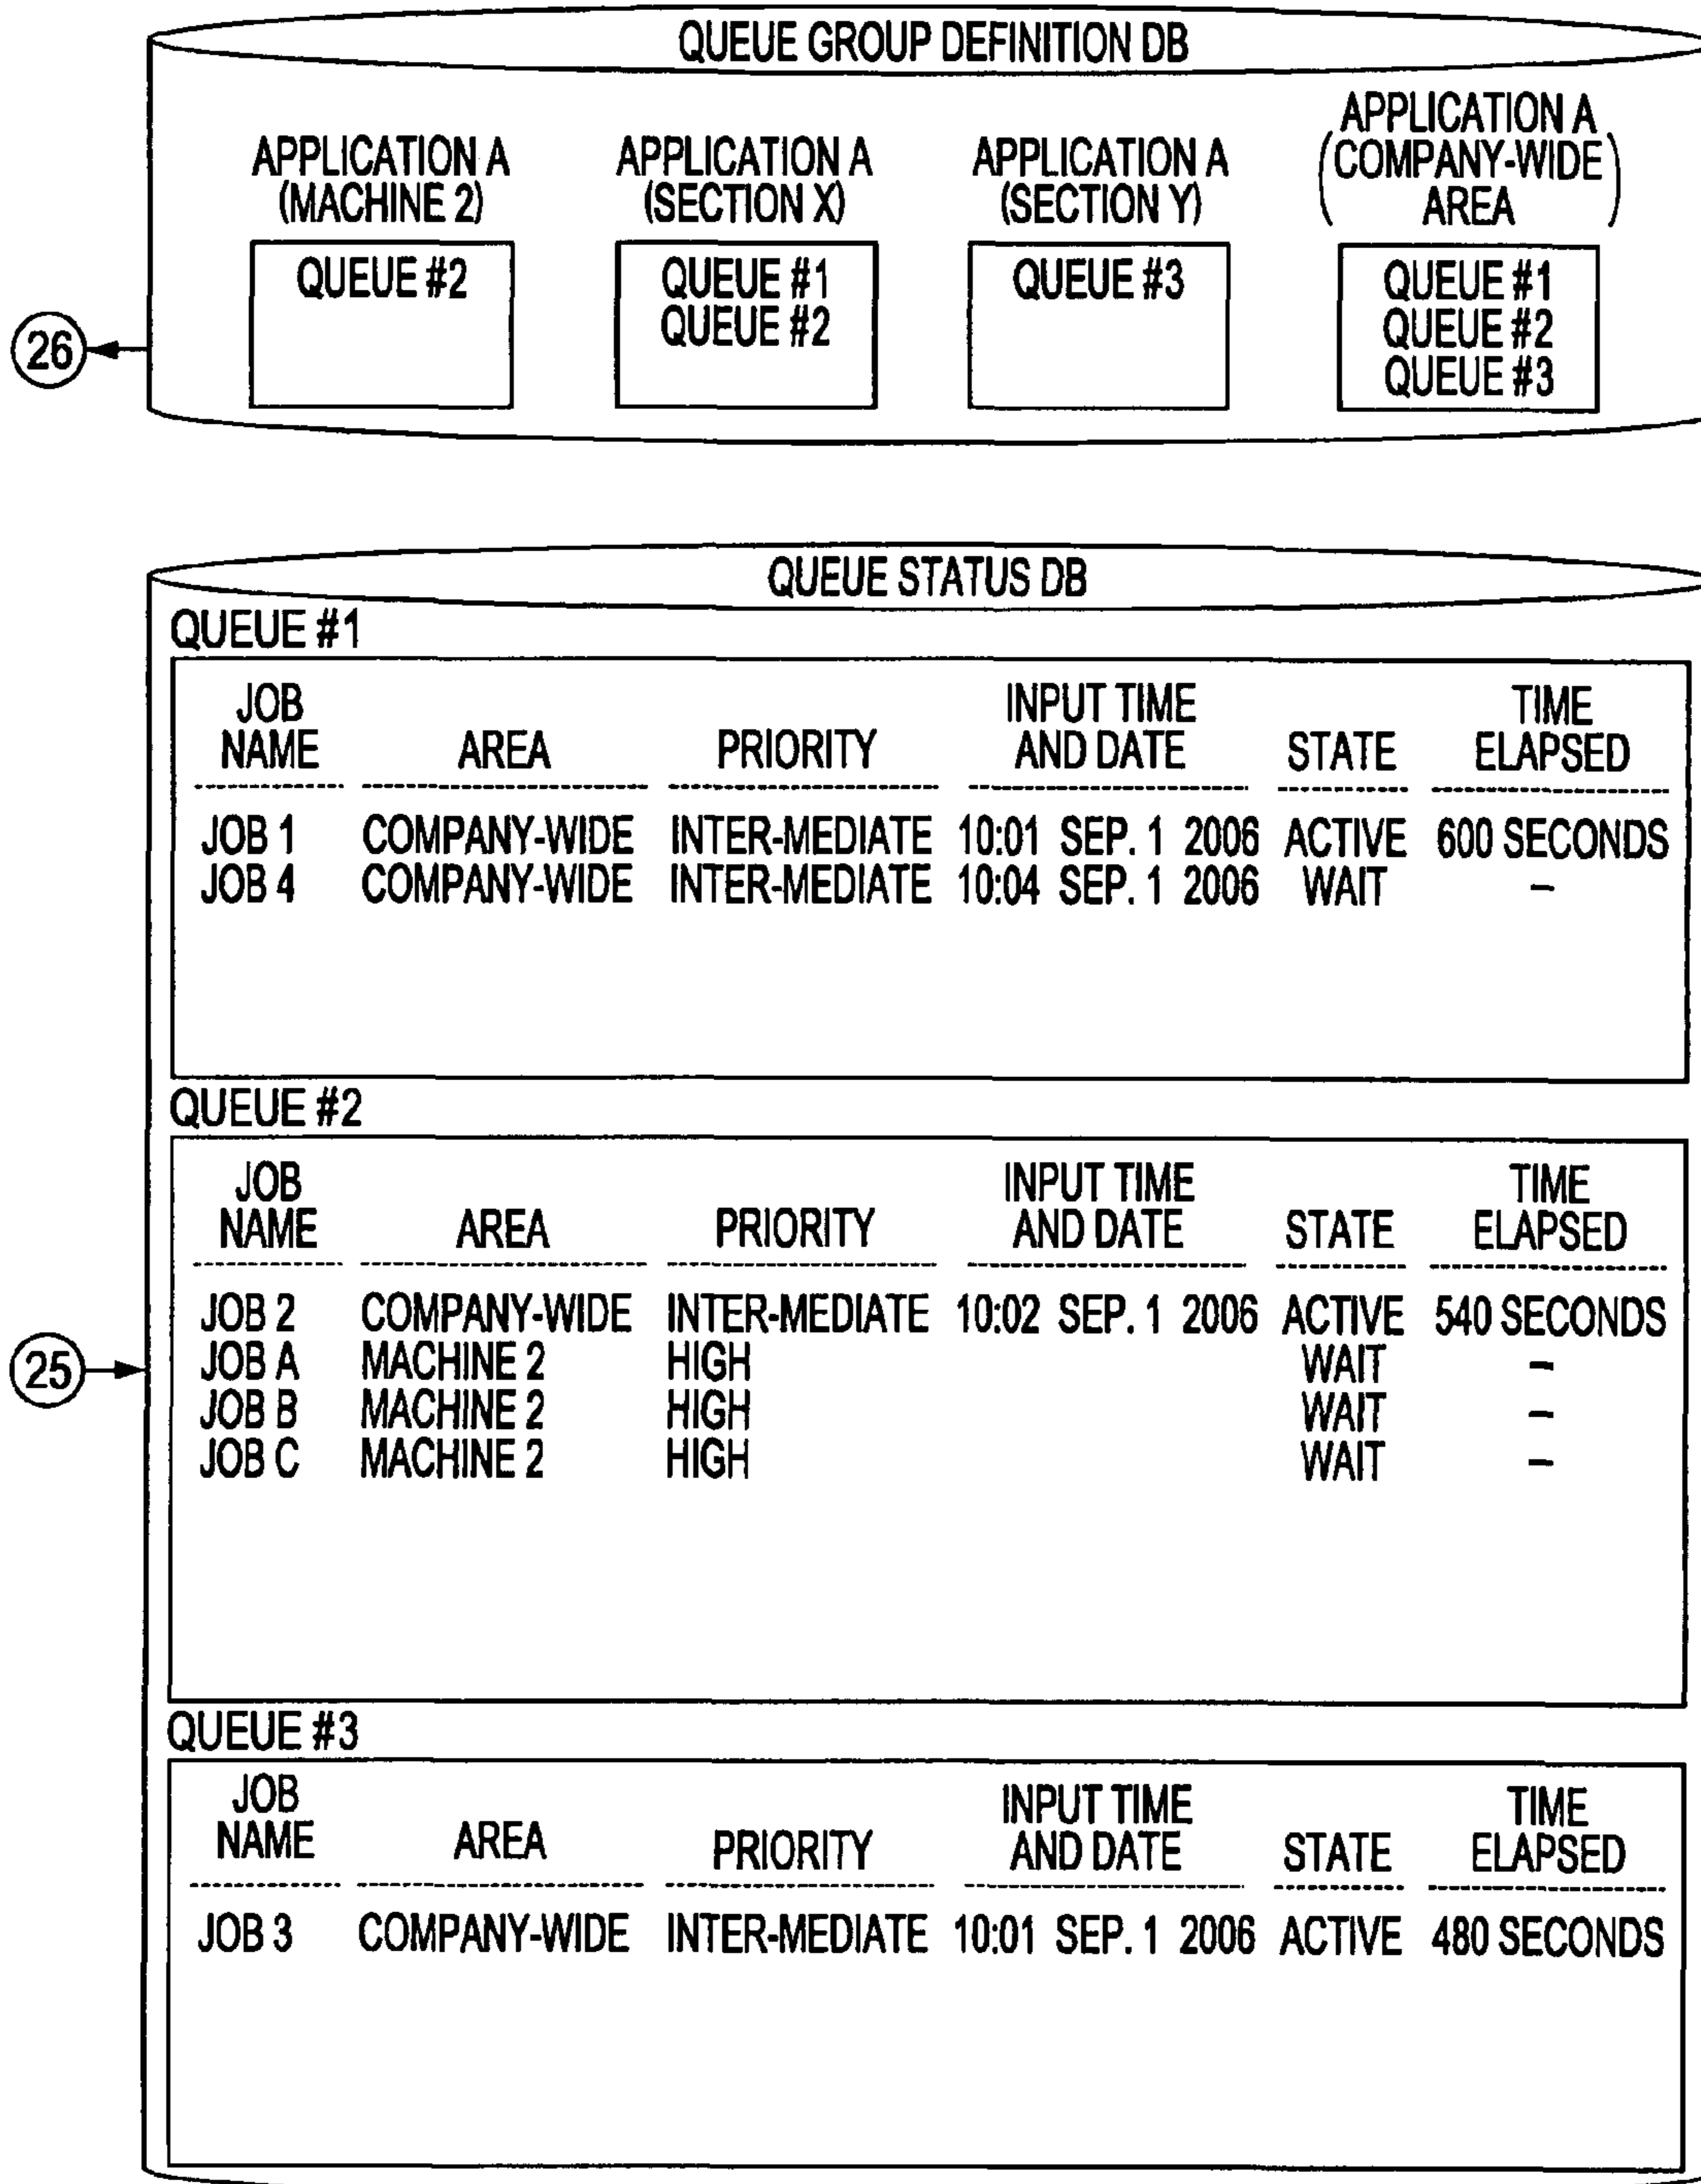 QUEUE GROUP DEFINITION DB
APPLICATION A
(MACHINE 2)
APPLICATION A
(SECTION X)
APPLICATION A
(SECTION Y)
APPLICATION A
(COMPANY-WIDE
AREA)
QUEUE #2
QUEUE #1
QUEUE #2
QUEUE #3
QUEUE #1
QUEUE #2
QUEUE #3
26
QUEUE STATUS DB
QUEUE #1
JOB NAME AREA PRIORITY INPUT TIME AND DATE STATE TIME ELAPSED
JOB 1 COMPANY-WIDE INTER-MEDIATE 10:01 SEP. 1 2006 ACTIVE 600 SECONDS
JOB 4 COMPANY-WIDE INTER-MEDIATE 10:04 SEP. 1 2006 WAIT –
QUEUE #2
JOB NAME AREA PRIORITY INPUT TIME AND DATE STATE TIME ELAPSED
JOB 2 COMPANY-WIDE INTER-MEDIATE 10:02 SEP. 1 2006 ACTIVE 540 SECONDS
JOB A MACHINE 2 HIGH WAIT –
JOB B MACHINE 2 HIGH WAIT –
JOB C MACHINE 2 HIGH WAIT –
25
QUEUE #3
JOB NAME AREA PRIORITY INPUT TIME AND DATE STATE TIME ELAPSED
JOB 3 COMPANY-WIDE INTER-MEDIATE 10:01 SEP. 1 2006 ACTIVE 480 SECONDS